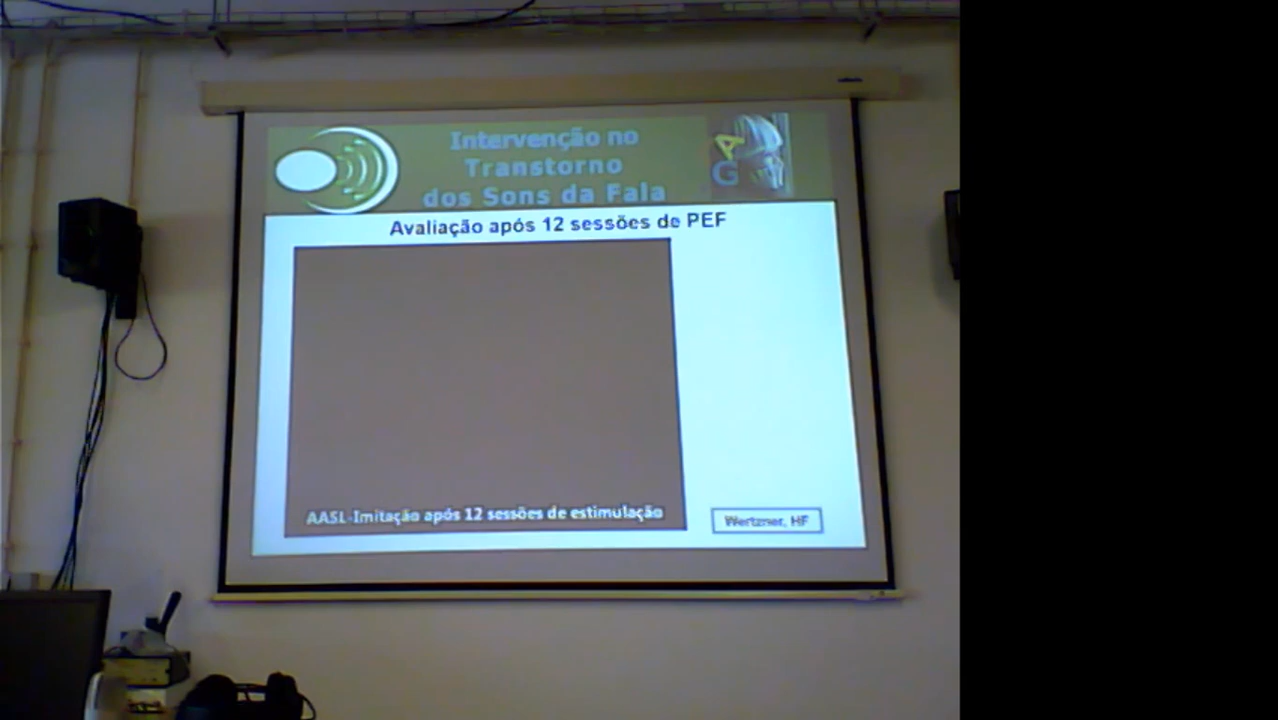 Intervenção no
Transtorno
dos Sons da Fala
4
G
Avaliação após 12 sessões de PEF
AASL-Imitação após 12 sessões de estimulação
Wertzner, HF